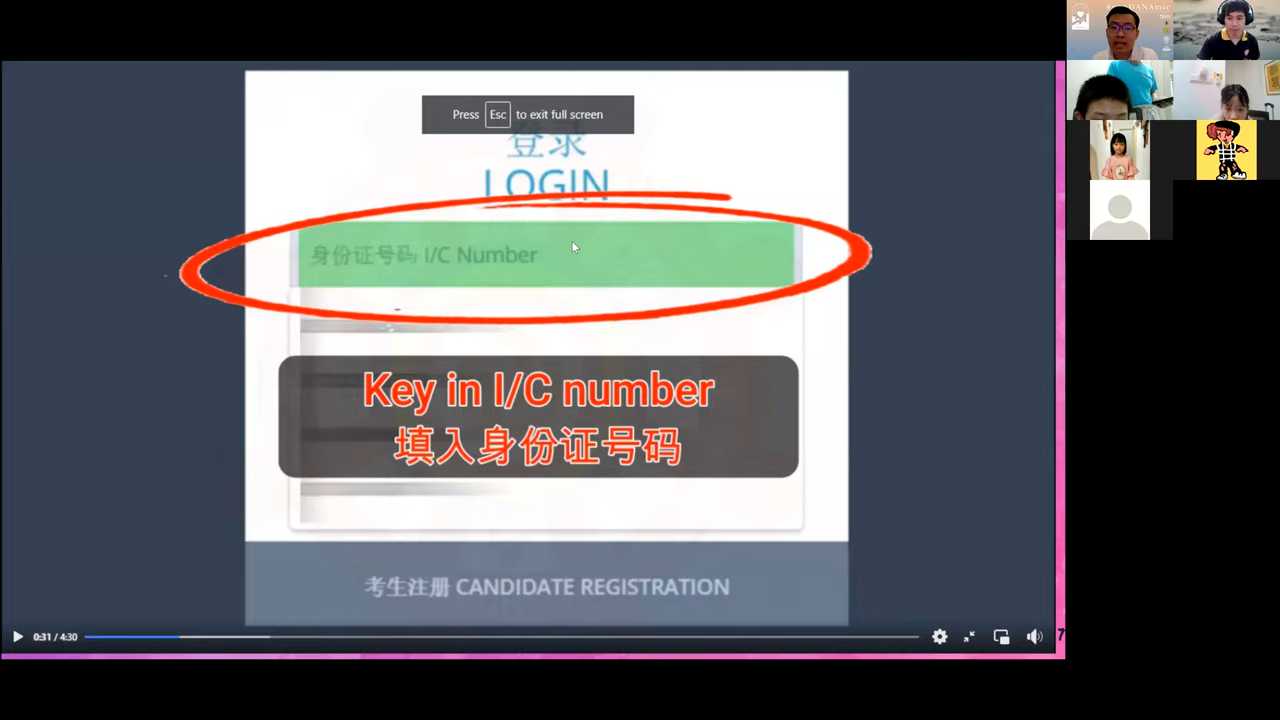 Press Esc to exit full screen
登录
LOGIN
身份证号码 I/C Number
Key in I/C number
填入身份证号码
考生注册 CANDIDATE REGISTRATION
0:31 / 4:30
7